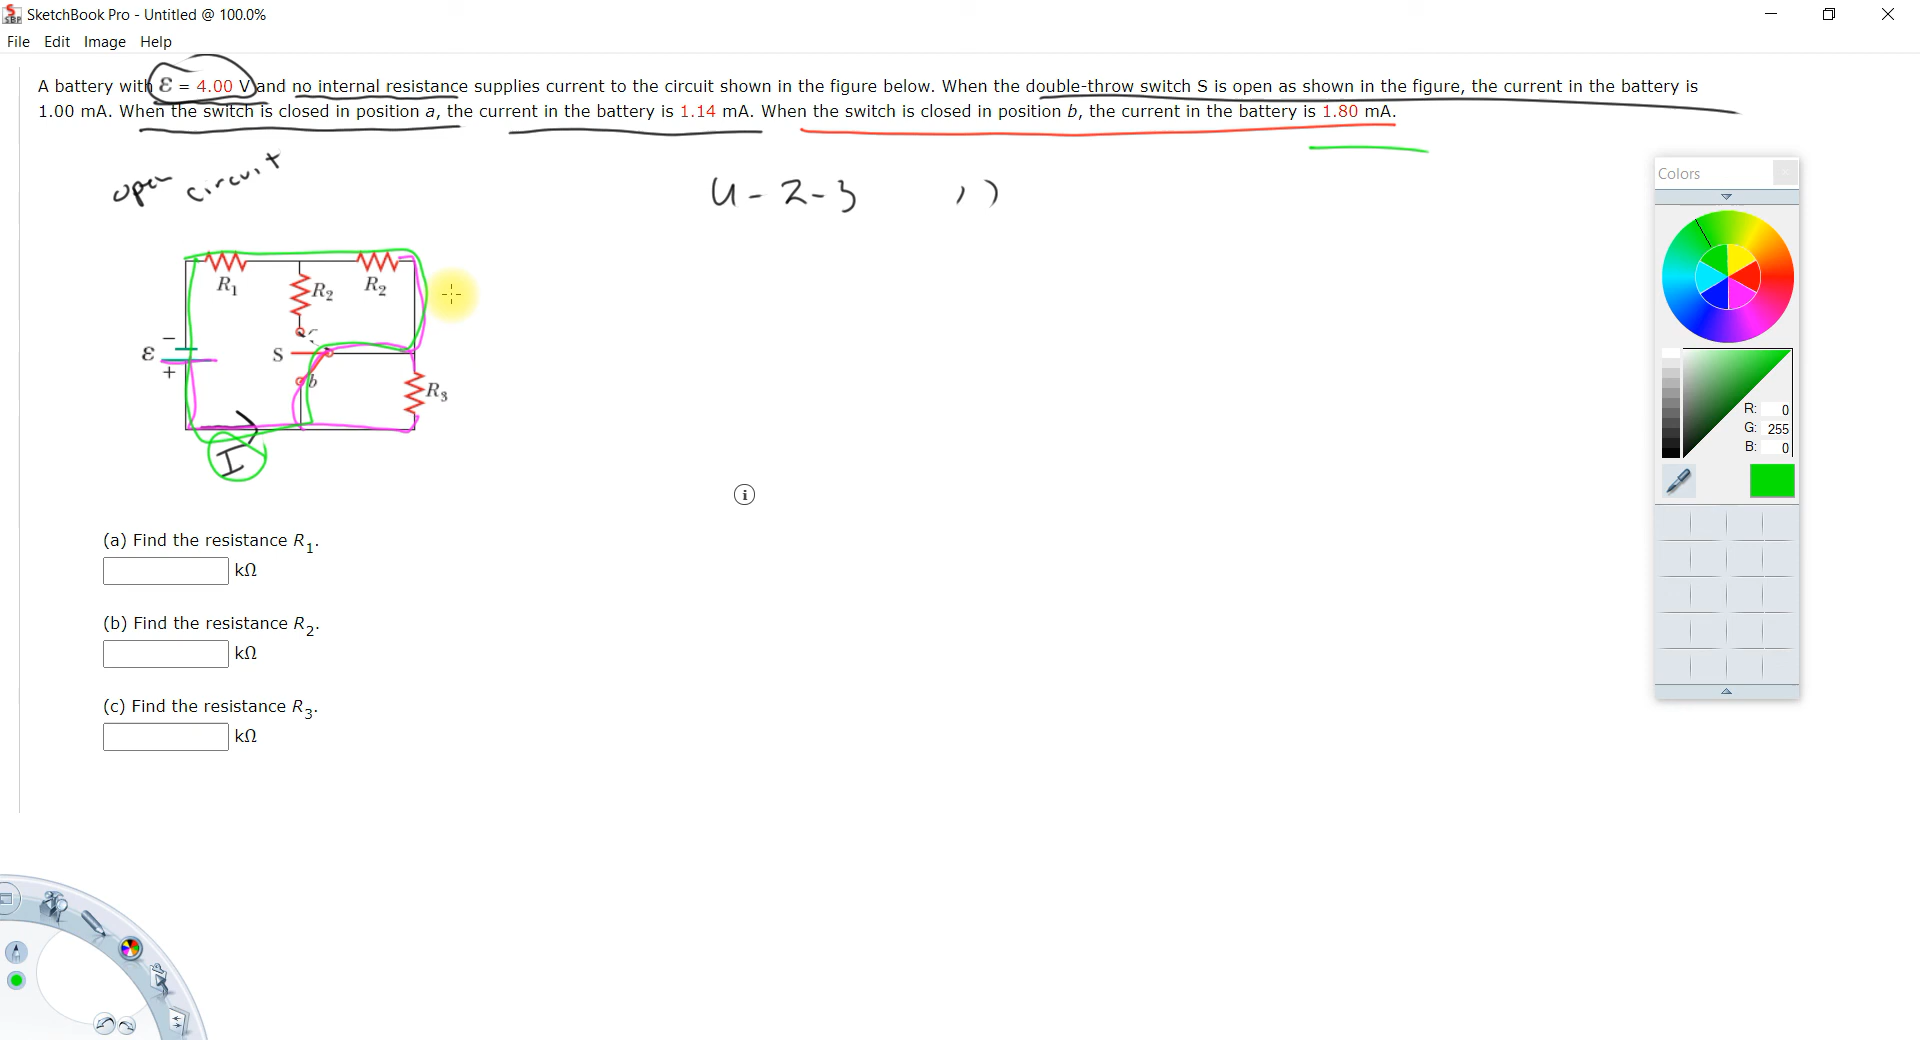 SketchBook Pro - Untitled @ 100.0%
File Edit Image Help
A battery with ε = 4.00 V and no internal resistance supplies current to the circuit shown in the figure below. When the double-throw switch S is open as shown in the figure, the current in the battery is
1.00 mA. When the switch is closed in position a, the current in the battery is 1.14 mA. When the switch is closed in position b, the current in the battery is 1.80 mA.
open circuit
4 - 2 - 3
R1
R2
R2
ε
−
+
S
b
R3
I
(a) Find the resistance R1.
kΩ
(b) Find the resistance R2.
kΩ
(c) Find the resistance R3.
kΩ
Colors
R: 0
G: 255
B: 0